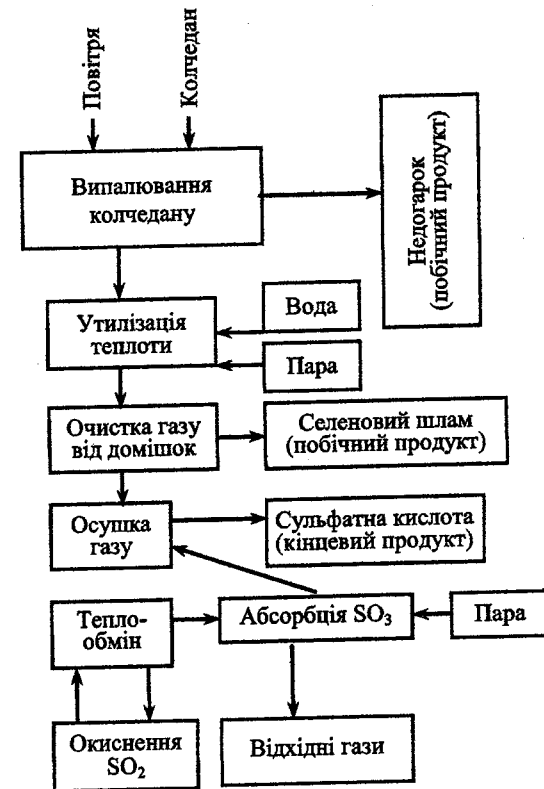 Повітря
Колчедан
Випалювання
колчедану
Недогарок
(побічний продукт)
Утилізація
теплоти
Вода
Пара
Очистка газу
від домішок
Селеновий шлам
(побічний продукт)
Осушка
газу
Сульфатна кислота
(кінцевий продукт)
Тепло-
обмін
Абсорбція SO₃
Пара
Окиснення
SO₂
Відхідні гази